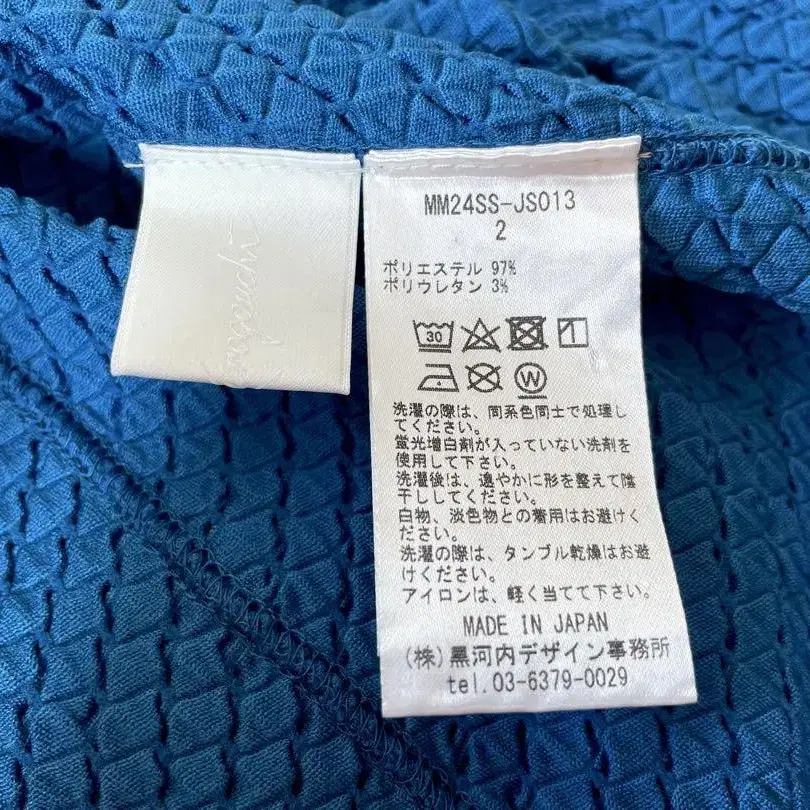 MM24SS-JS013
2
ポリエステル 97%
ポリウレタン 3%
30
W
洗濯の際は、同系色同士で処理し
てください。
蛍光増白剤が入っていない洗剤を
使用して下さい。
洗濯後は、速やかに形を整えて陰
干ししてください。
白物、淡色物との着用はお避けく
ださい。
洗濯の際は、タンブル乾燥はお避
けください。
アイロンは、軽く当てて下さい。
MADE IN JAPAN
(株)黒河内デザイン事務所
tel.03-6379-0029